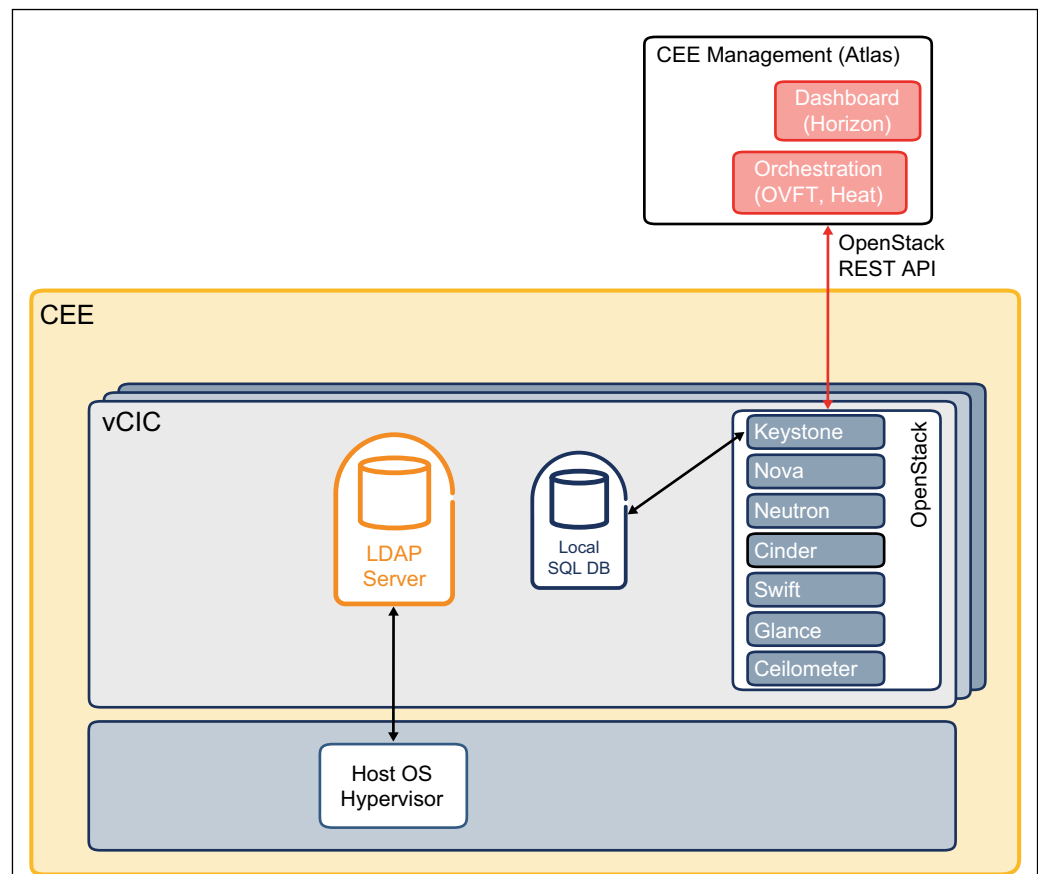 CEE Management (Atlas)
Dashboard
(Horizon)
Orchestration
(OVFT, Heat)
OpenStack
REST API
CEE
vCIC
LDAP
Server
Local
SQL DB
Keystone
Nova
Neutron
Cinder
Swift
Glance
Ceilometer
OpenStack
Host OS
Hypervisor